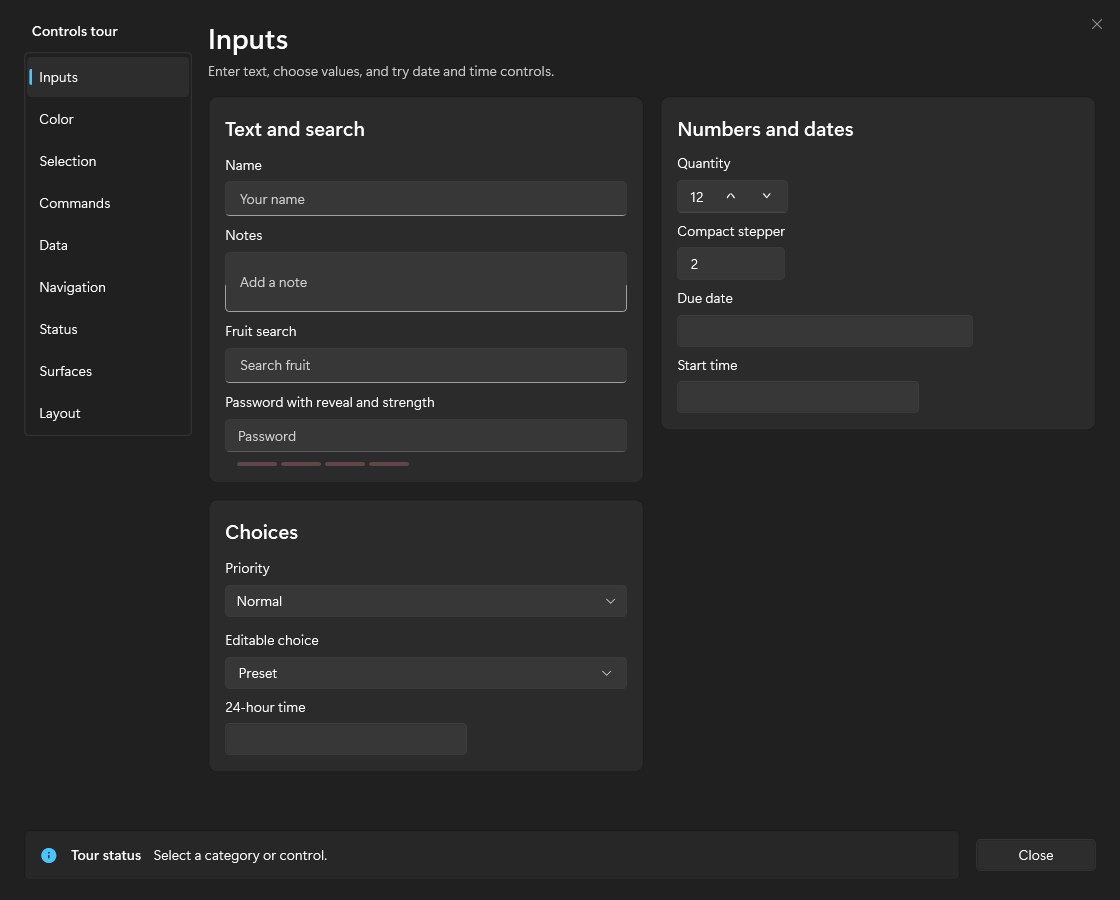 Controls tour
Inputs
Color
Selection
Commands
Data
Navigation
Status
Surfaces
Layout
Inputs
Enter text, choose values, and try date and time controls.
Text and search
Name
Your name
Notes
Add a note
Fruit search
Search fruit
Password with reveal and strength
Password
Numbers and dates
Quantity
12
Compact stepper
2
Due date
Start time
Choices
Priority
Normal
Editable choice
Preset
24-hour time
Tour status Select a category or control.
Close